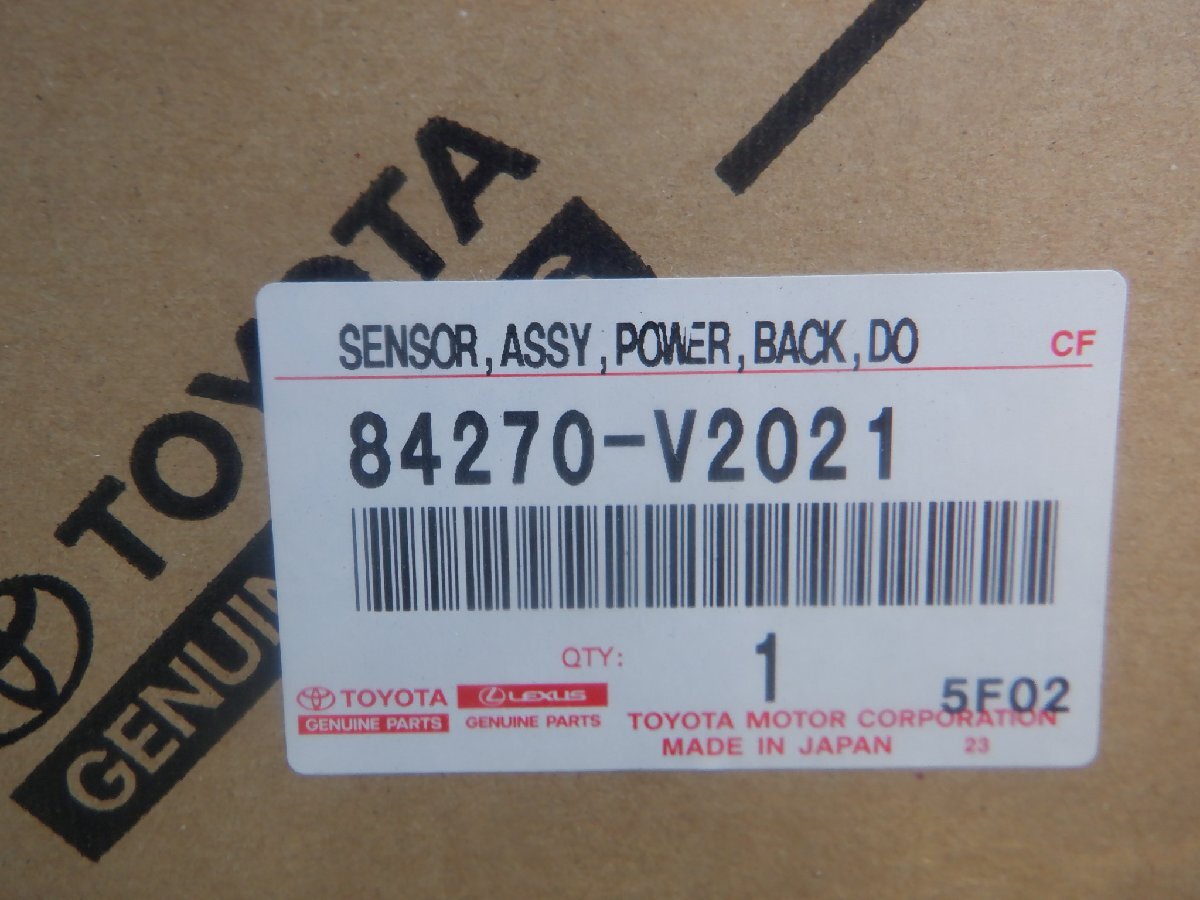 TOYOTA
GENUIN
SENSOR,ASSY,POWER,BACK,DO
CF
84270-V2021
QTY: 1
5F02
TOYOTA
GENUINE PARTS
LEXUS
GENUINE PARTS
TOYOTA MOTOR CORPORATION
MADE IN JAPAN 23